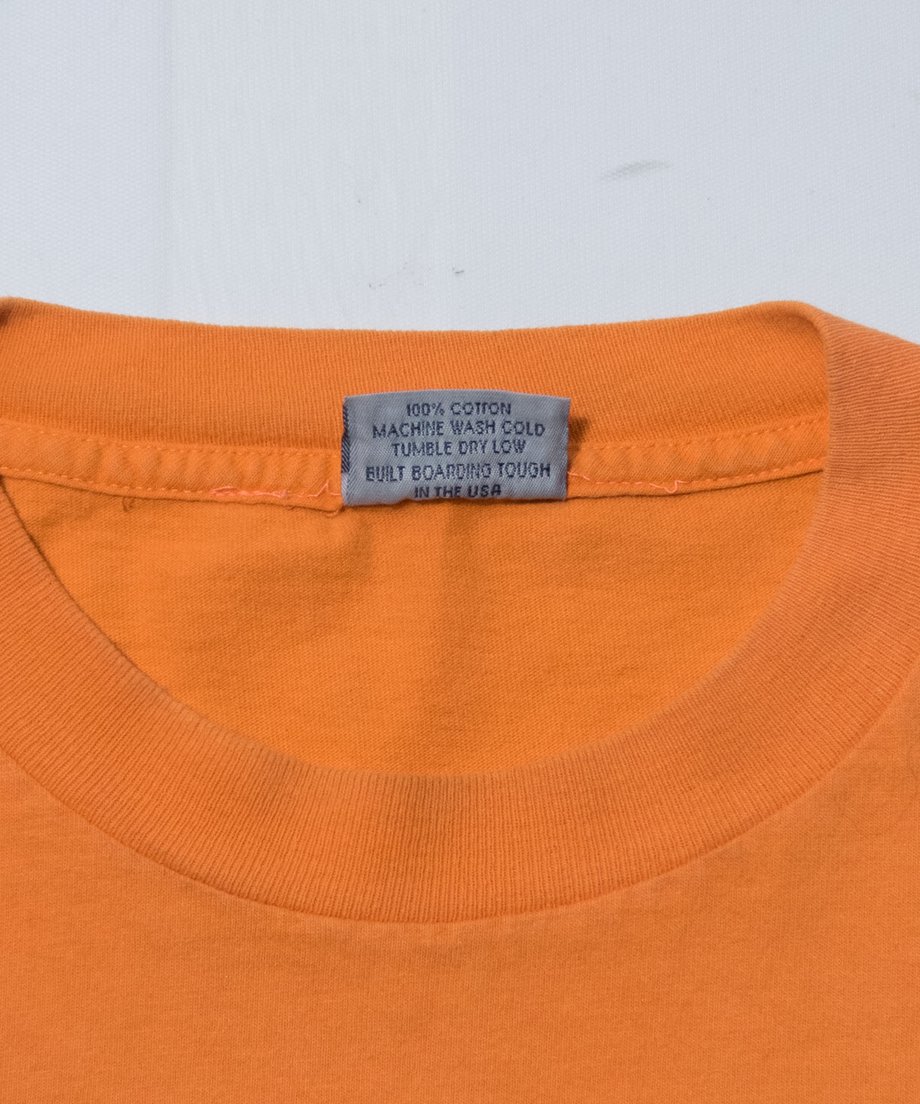 100% COTTON
MACHINE WASH COLD
TUMBLE DRY LOW
BUILT BOARDING TOUGH
IN THE USA